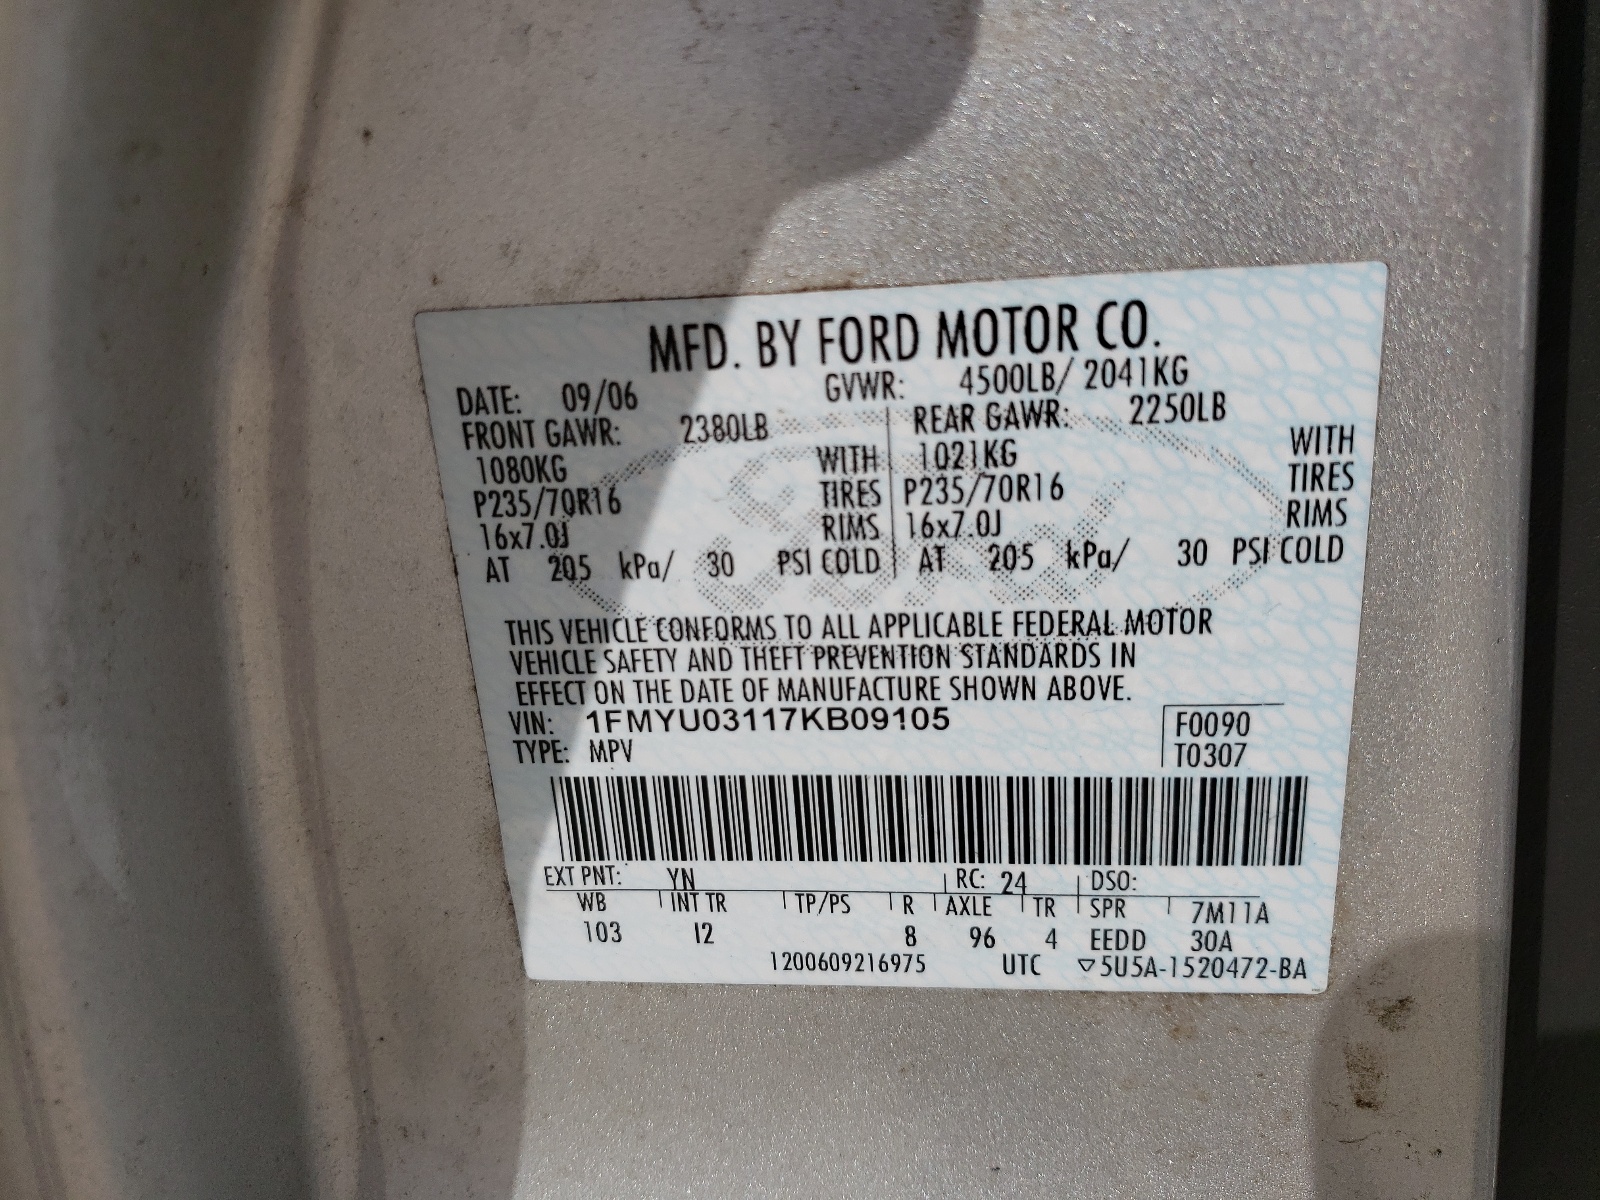 MFD. BY FORD MOTOR CO.
DATE: 09/06 GVWR: 4500LB/ 2041KG
FRONT GAWR: 2380LB REAR GAWR: 2250LB
1080KG WITH 1021KG WITH
P235/70R16 TIRES P235/70R16 TIRES
16x7.0J RIMS 16x7.0J RIMS
AT 205 kPa/ 30 PSI COLD AT 205 kPa/ 30 PSI COLD
Ford
THIS VEHICLE CONFORMS TO ALL APPLICABLE FEDERAL MOTOR
VEHICLE SAFETY AND THEFT PREVENTION STANDARDS IN
EFFECT ON THE DATE OF MANUFACTURE SHOWN ABOVE.
VIN: 1FMYU03117KB09105 F0090
TYPE: MPV T0307
EXT PNT: YN RC: 24 DSO:
WB INT TR TP/PS R AXLE TR SPR 7M11A
103 I2 8 96 4 EEDD 30A
1200609216975 UTC ▽5U5A-1520472-BA